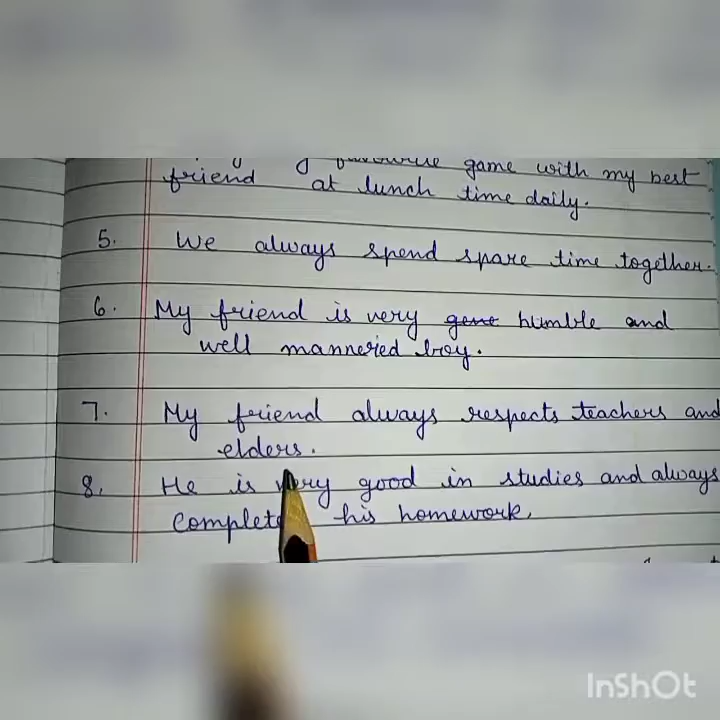 favourite game with my best
friend at lunch time daily.
5. We always spend spare time together.
6. My friend is very gene humble and
well mannered boy.
7. My friend always respects teachers and
elders.
8. He is very good in studies and always
complete his homework.
InShOt